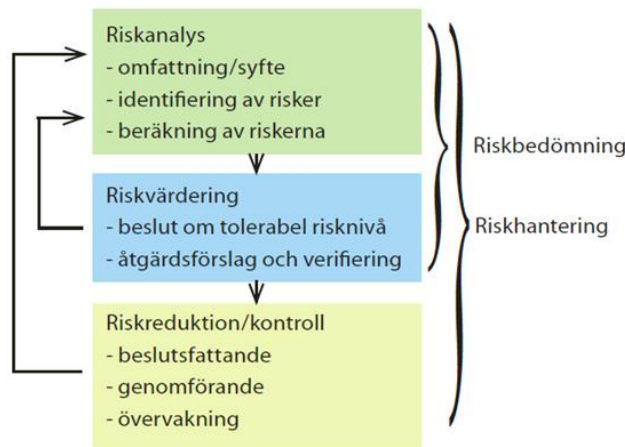 Riskanalys
- omfattning/syfte
- identifiering av risker
- beräkning av riskerna
Riskvärdering
- beslut om tolerabel risknivå
- åtgärdsförslag och verifiering
Riskreduktion/kontroll
- beslutsfattande
- genomförande
- övervakning
Riskbedömning
Riskhantering